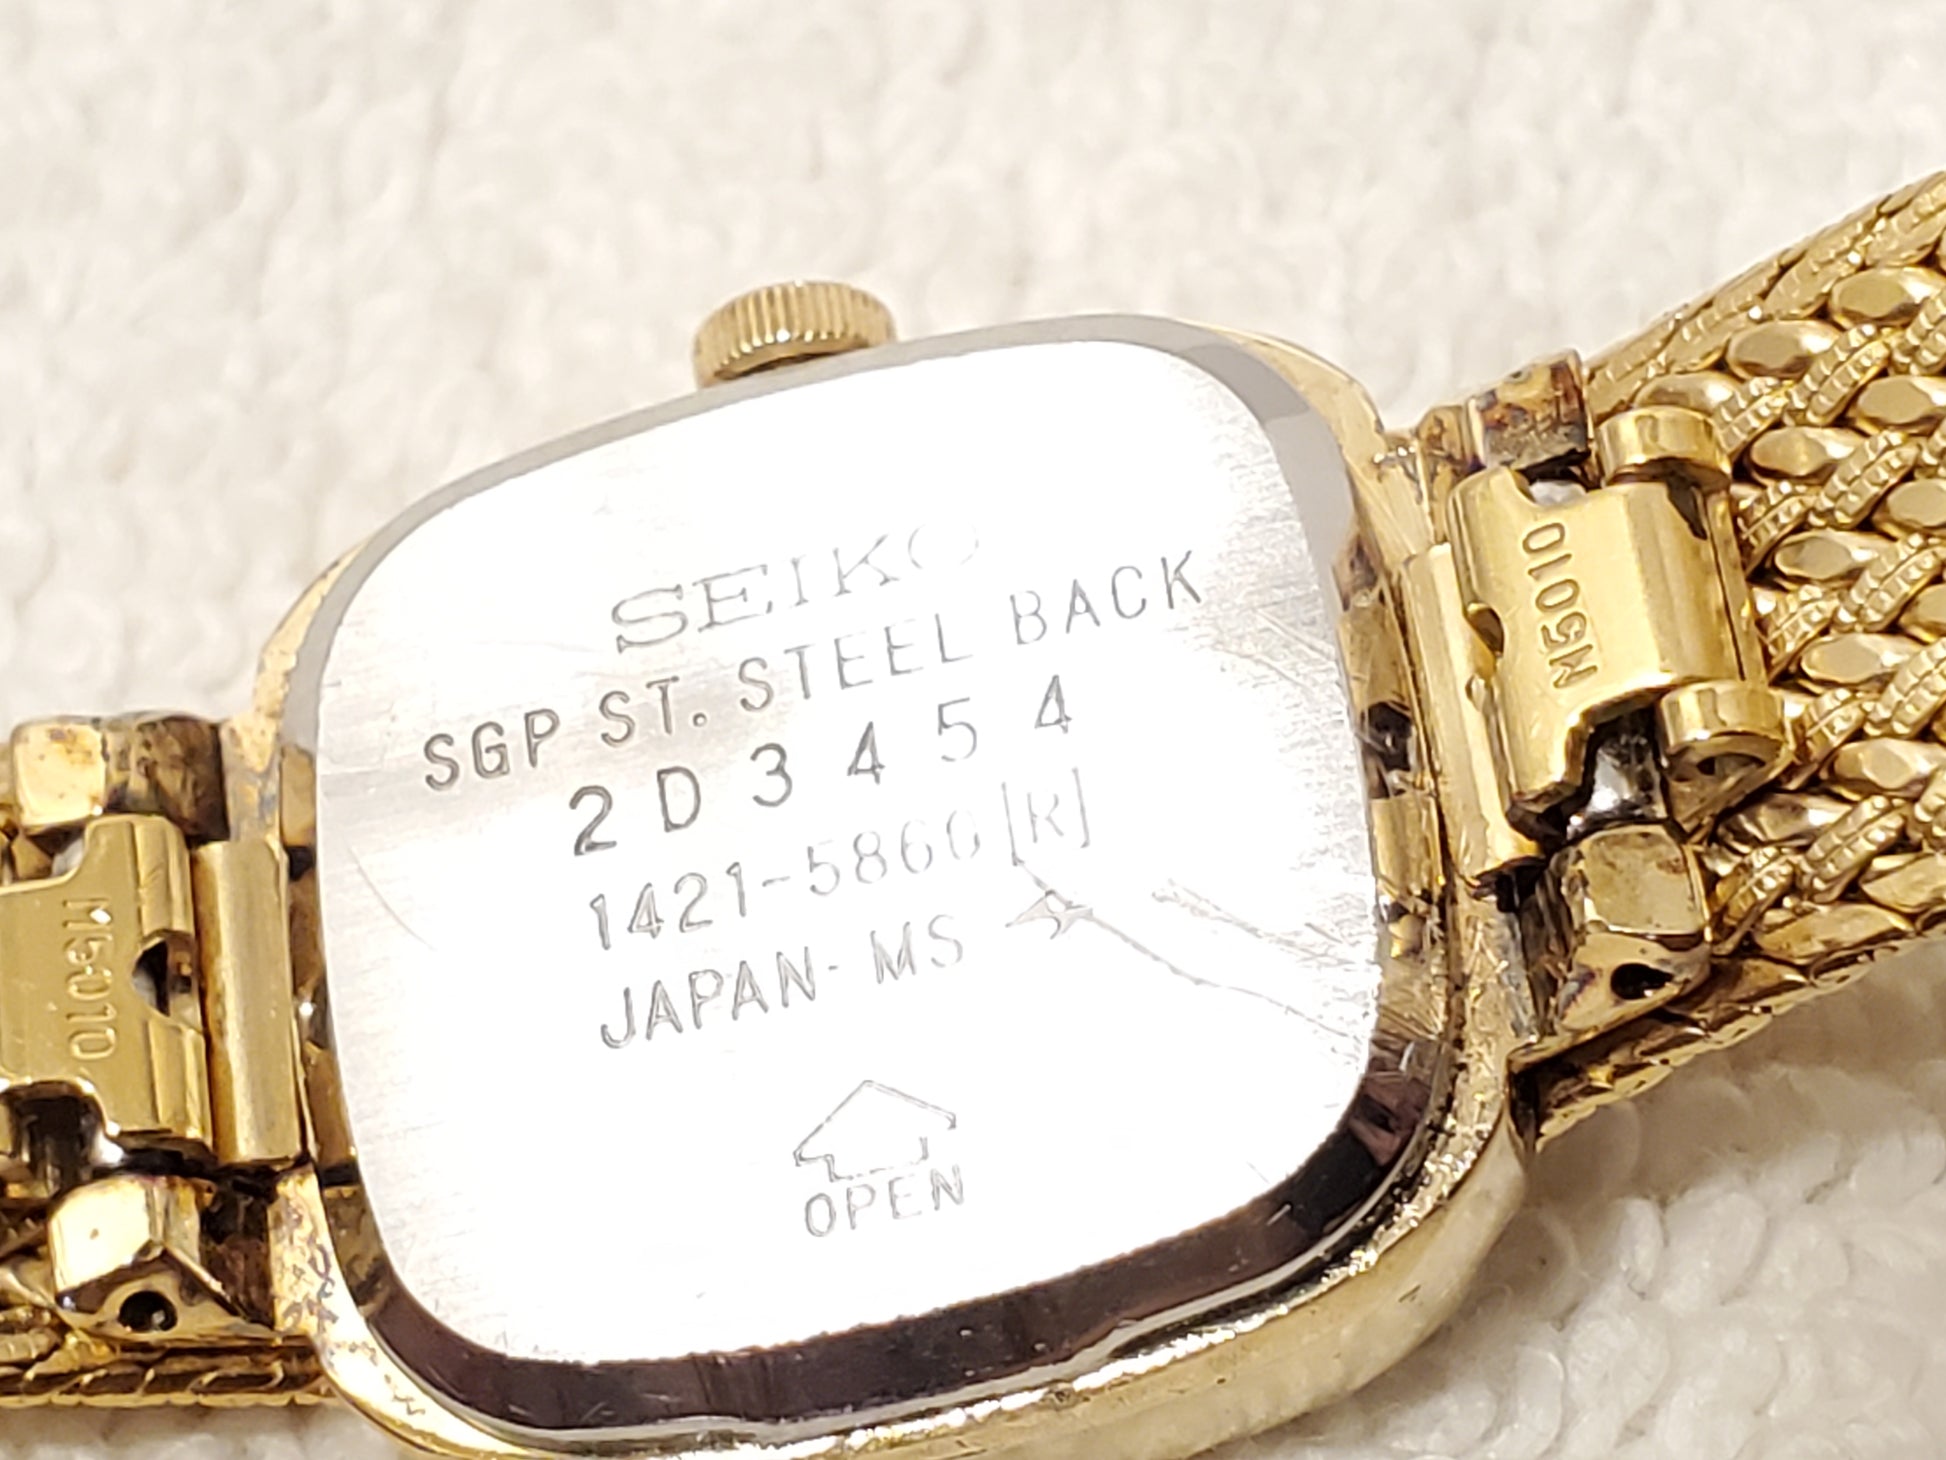 SEIKO
SGP ST. STEEL BACK
2D3454
1421-5860 [R]
JAPAN-MS
OPEN
M5010
M5010